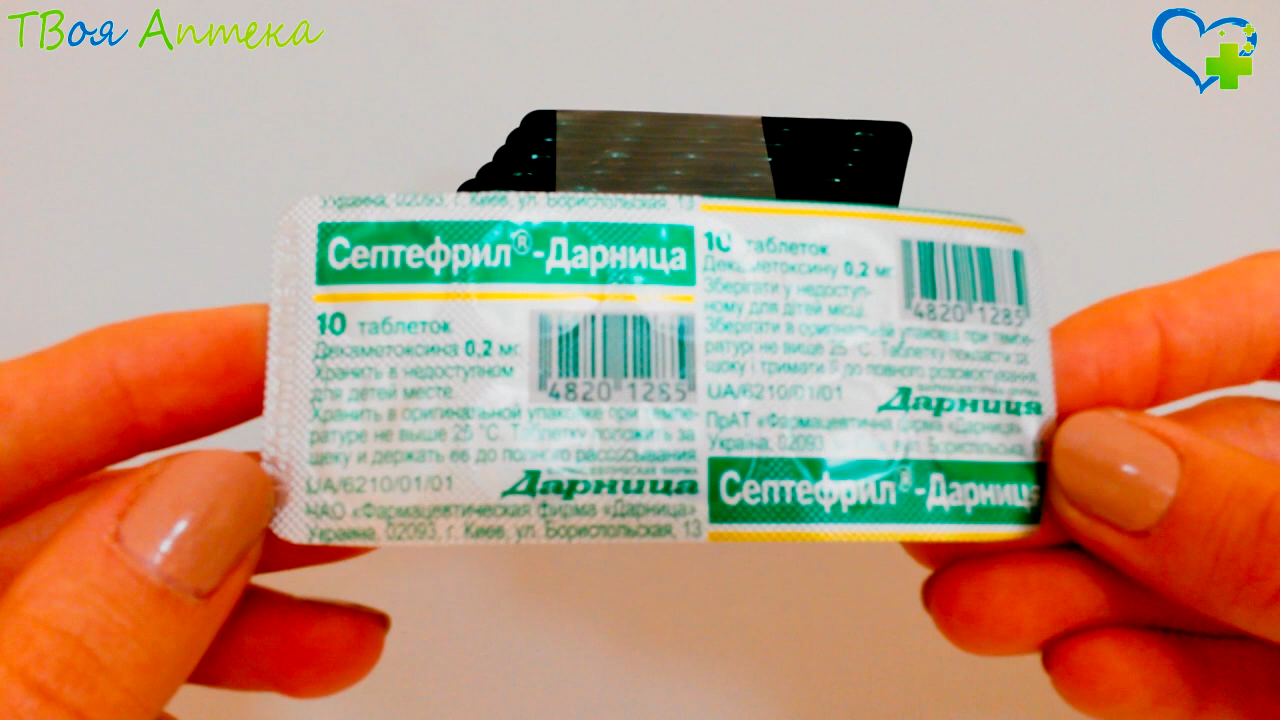 ТВоя Аптека
Украина, 02093, г. Киев, ул. Бориспольская, 13
Септефрил®-Дарница
10 таблеток
Декаметоксина 0,2 мг
Хранить в недоступном
для детей месте.
Хранить в оригинальной упаковке при темпе-
ратуре не выше 25 °C. Таблетку положить за
щеку и держать ее до полного рассасывания
UA/6210/01/01
фармацевтическая фирма
Дарница
ЧАО «Фармацевтическая фирма «Дарница»
Украина, 02093, г. Киев, ул. Бориспольская, 13
4820 1285
10 таблеток
Декаметоксину 0,2 мг
Зберігати у недоступ-
ному для дітей місці.
Зберігати в оригінальній упаковці при темпе-
ратурі не вище 25 °C. Таблетку покласти за
щоку і тримати її до повного розсмоктування
UA/6210/01/01
Дарниця
ПрАТ «Фармацевтична фірма «Дарниця»
Україна, 02093, вул. Бориспільська,
4820 1285
Септефрил®-Дарниця